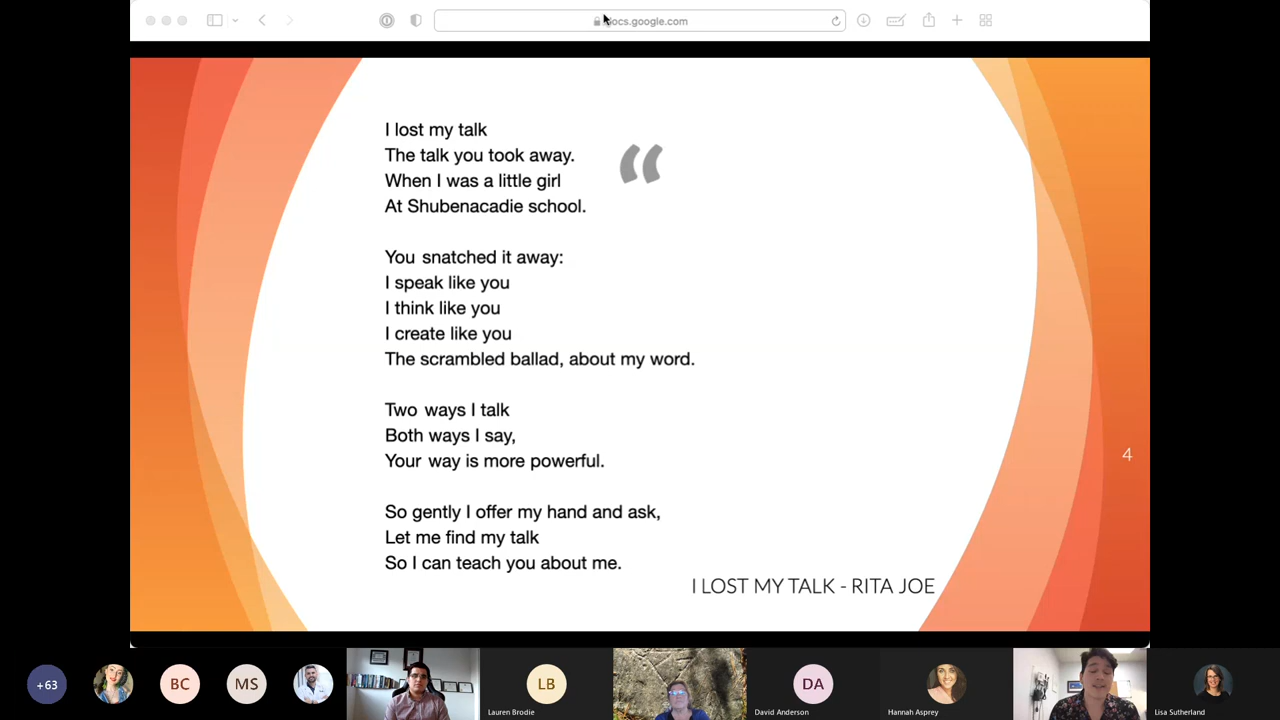 docs.google.com
I lost my talk
The talk you took away.
When I was a little girl
At Shubenacadie school.
You snatched it away:
I speak like you
I think like you
I create like you
The scrambled ballad, about my word.
Two ways I talk
Both ways I say,
Your way is more powerful.
So gently I offer my hand and ask,
Let me find my talk
So I can teach you about me.
“
I LOST MY TALK - RITA JOE
4
+63
BC
MS
LB
DA
Lauren Brodie
David Anderson
Hannah Asprey
Lisa Sutherland